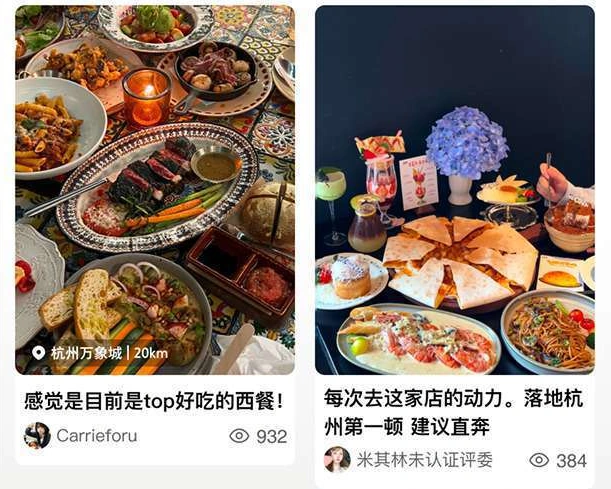 杭州万象城 | 20km
感觉是目前是top好吃的西餐!
Carrieforu
932
每次去这家店的动力。落地杭
州第一顿 建议直奔
米其林未认证评委
384